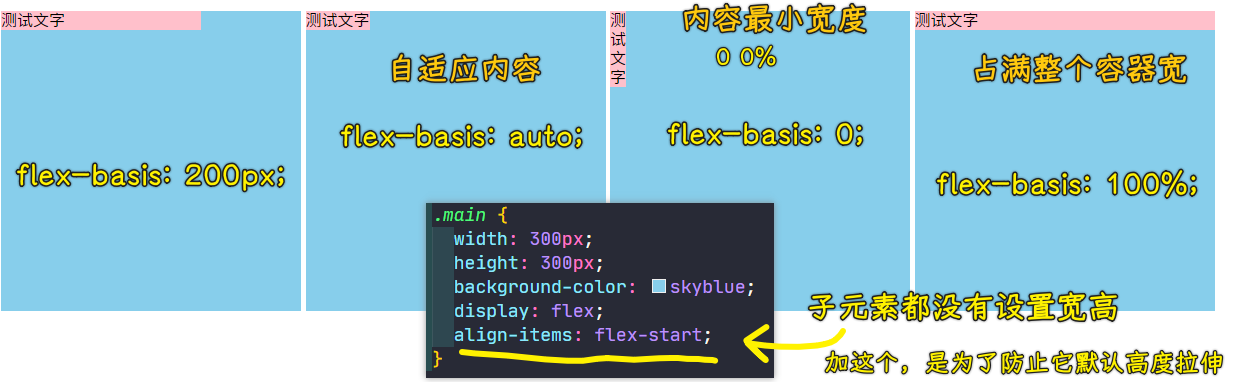 测试文字
测试文字
测
试
文
字
测试文字
内容最小宽度
0 0%
自适应内容
占满整个容器宽
flex-basis: auto;
flex-basis: 0;
flex-basis: 200px;
flex-basis: 100%;
.main {
width: 300px;
height: 300px;
background-color: skyblue;
display: flex;
align-items: flex-start;
}
子元素都没有设置宽高
加这个，是为了防止它默认高度拉伸